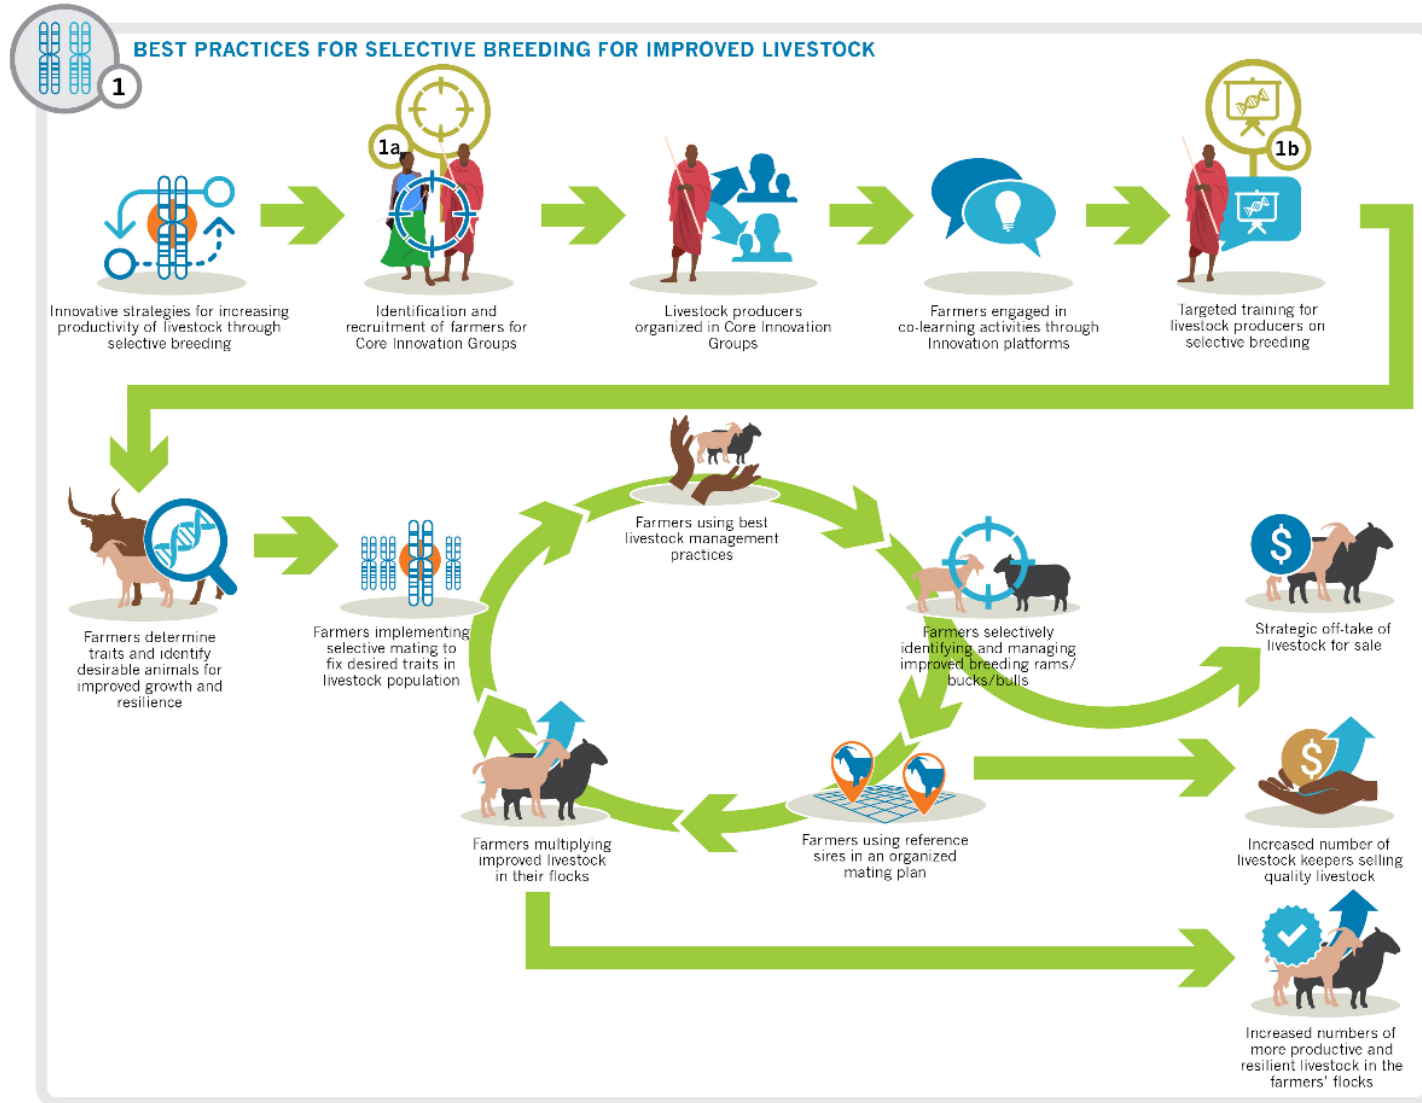 BEST PRACTICES FOR SELECTIVE BREEDING FOR IMPROVED LIVESTOCK
1
1a
1b
Innovative strategies for increasing
productivity of livestock through
selective breeding
Identification and
recruitment of farmers for
Core Innovation Groups
Livestock producers
organized in Core Innovation
Groups
Farmers engaged in
co-learning activities through
Innovation platforms
Targeted training for
livestock producers on
selective breeding
Farmers determine
traits and identify
desirable animals for
improved growth and
resilience
Farmers implementing
selective mating to
fix desired traits in
livestock population
Farmers using best
livestock management
practices
Farmers selectively
identifying and managing
improved breeding rams/
bucks/bulls
$
Strategic off-take of
livestock for sale
Farmers multiplying
improved livestock
in their flocks
Farmers using reference
sires in an organized
mating plan
$
Increased number of
livestock keepers selling
quality livestock
Increased numbers of
more productive and
resilient livestock in the
farmers' flocks